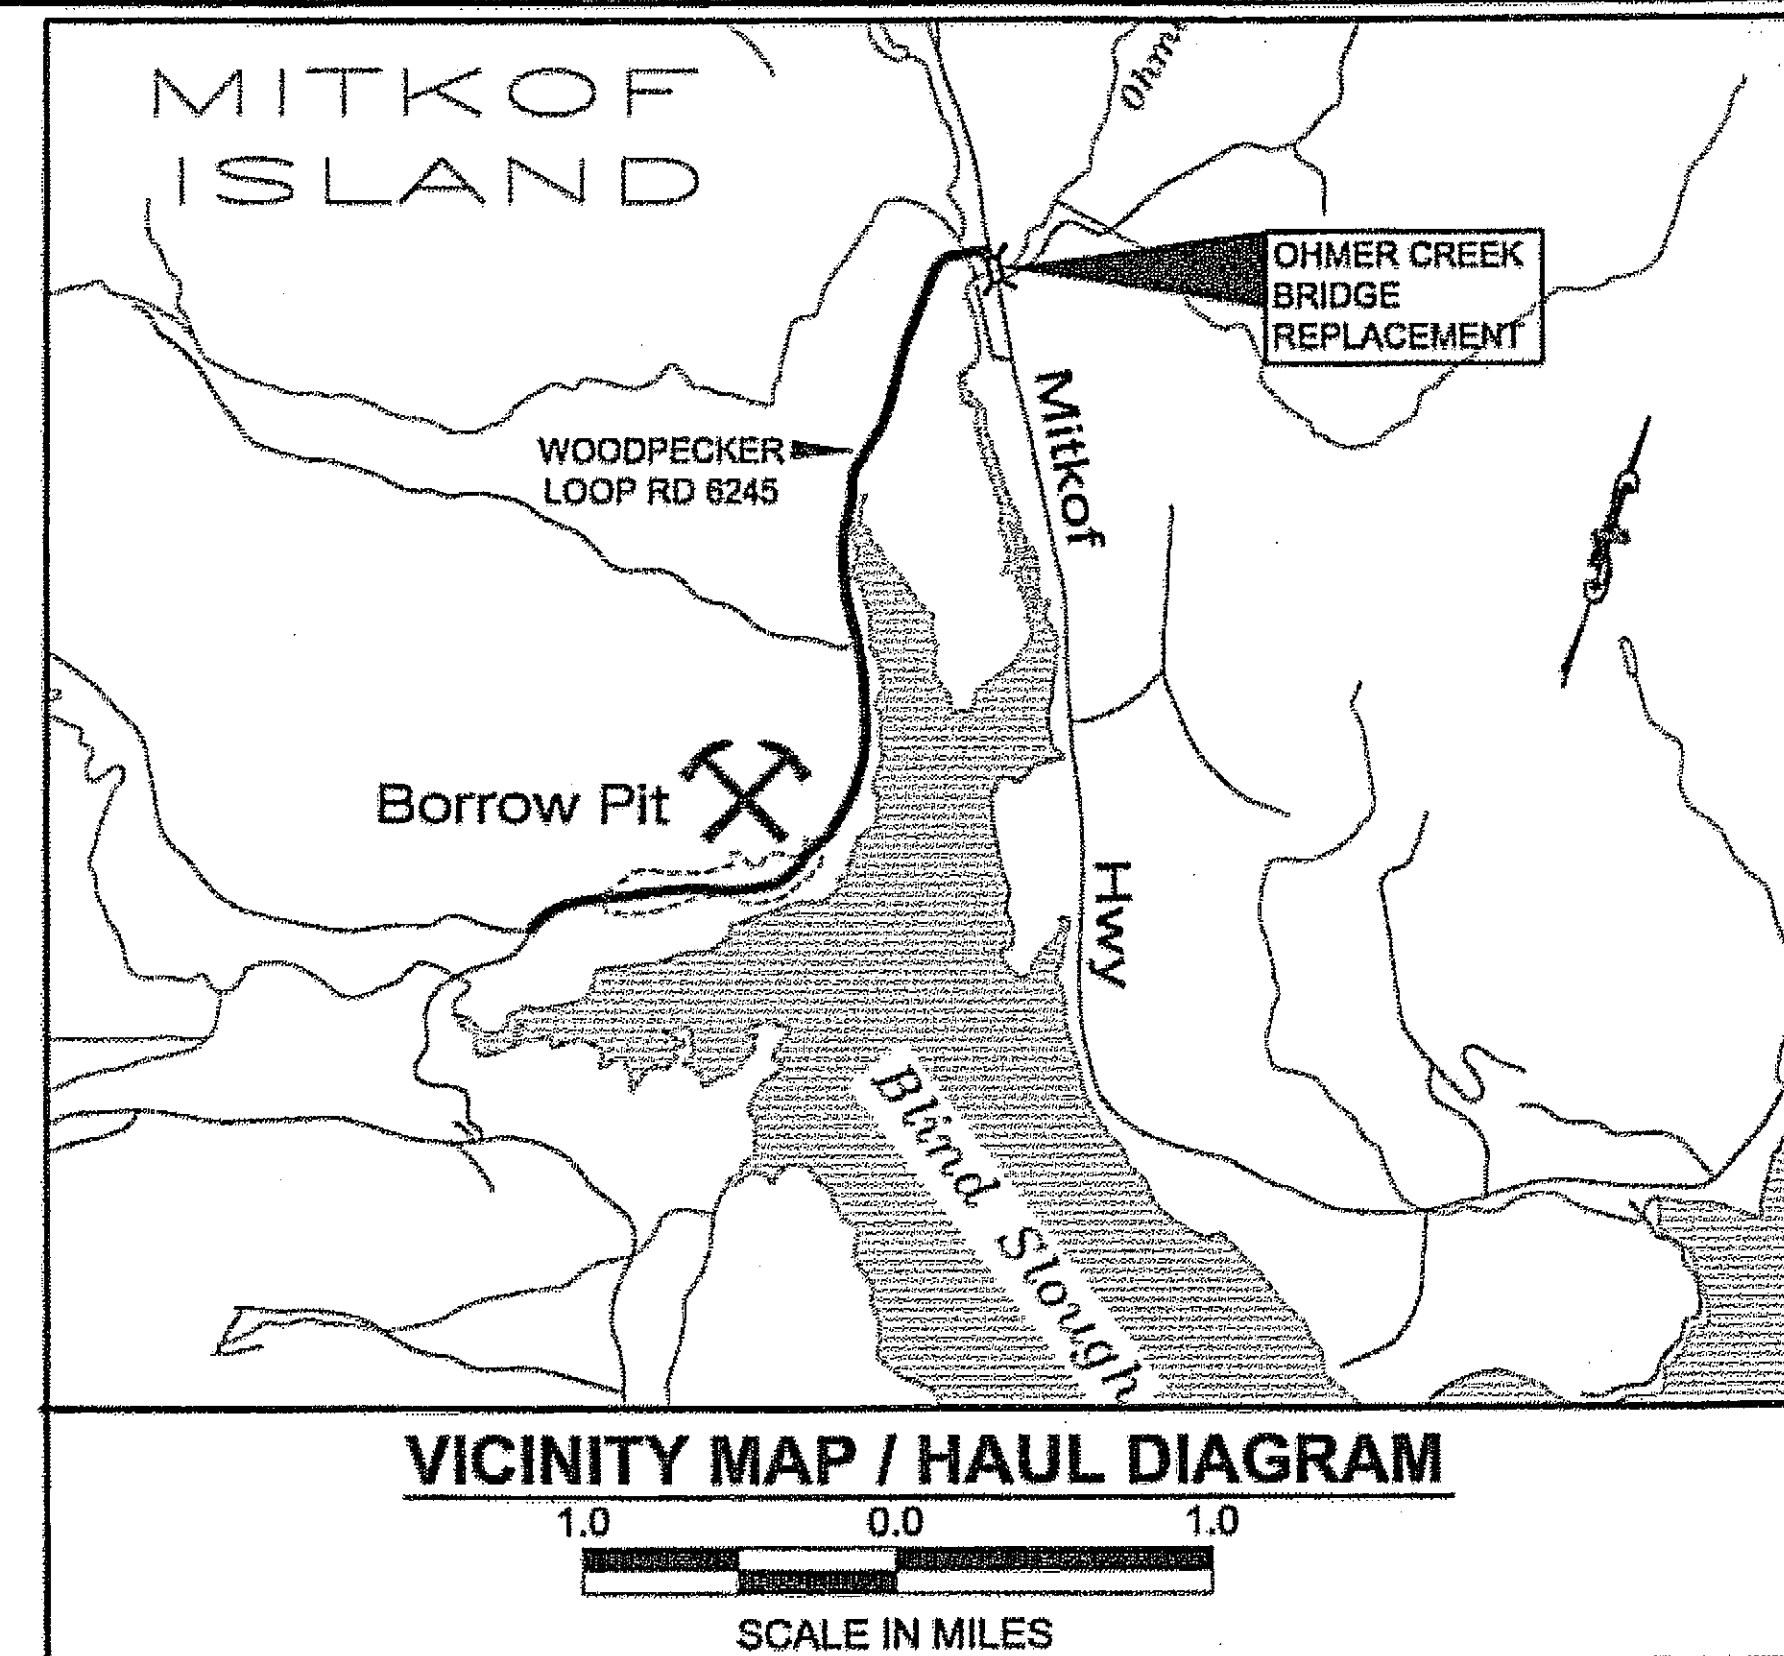 MITKOF
ISLAND
Ohm
OHMER CREEK
BRIDGE
REPLACEMENT
WOODPECKER
LOOP RD 6245
Mitkof
Hwy
Borrow Pit
Blind Slough
VICINITY MAP / HAUL DIAGRAM
1.0 0.0 1.0
SCALE IN MILES